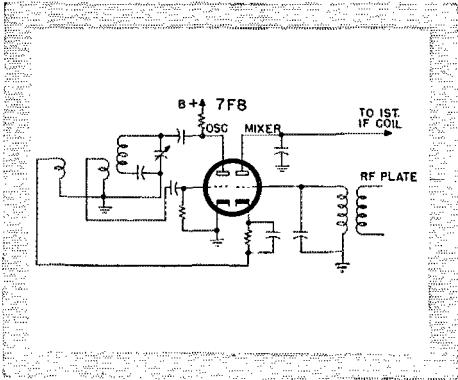 B+ 7F8
OSC MIXER
TO 1ST.
IF COIL
RF PLATE